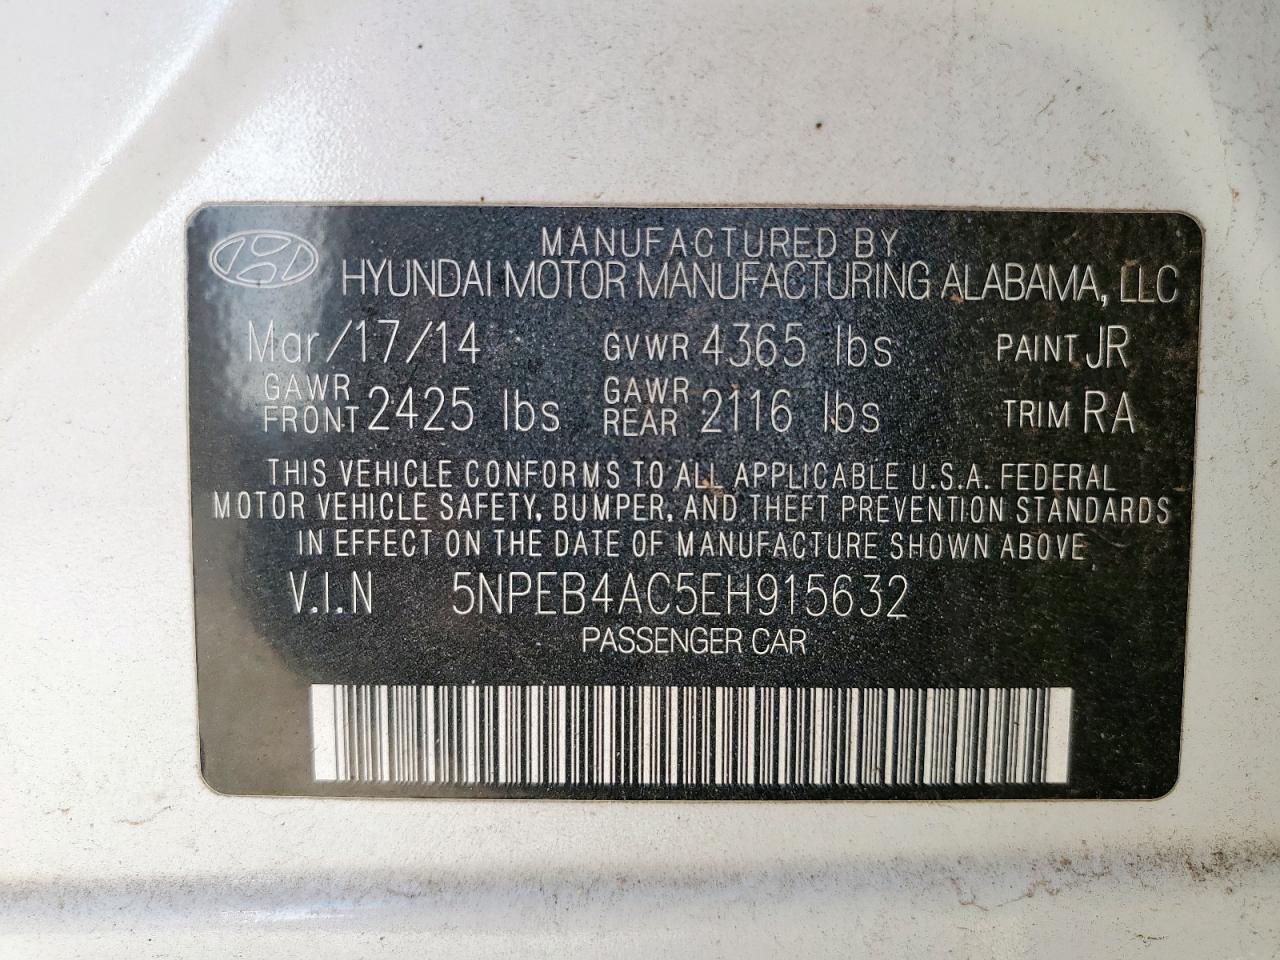 MANUFACTURED BY
HYUNDAI MOTOR MANUFACTURING ALABAMA, LLC
Mar/17/14 GVWR 4365 lbs PAINT JR
GAWR FRONT 2425 lbs GAWR REAR 2116 lbs TRIM RA
THIS VEHICLE CONFORMS TO ALL APPLICABLE U.S.A. FEDERAL
MOTOR VEHICLE SAFETY, BUMPER, AND THEFT PREVENTION STANDARDS
IN EFFECT ON THE DATE OF MANUFACTURE SHOWN ABOVE
V.I.N 5NPEB4AC5EH915632
PASSENGER CAR